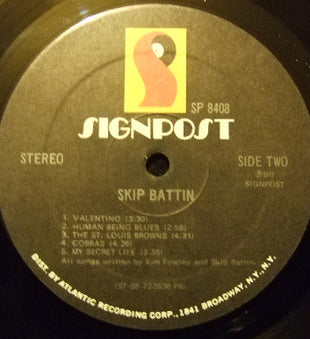 SP 8408
SIGNPOST
STEREO
SIDE TWO
SIGNPOST
SKIP BATTIN
1. VALENTINO (3:30)
2. HUMAN BEING BLUES (2:58)
3. THE ST. LOUIS BROWNS (4:31)
4. COBRAS (4:26)
5. MY SECRET LIFE (2:35)
All songs written by Kim Fowley and Skip Battin
DIST. BY ATLANTIC RECORDING CORP., 1841 BROADWAY, N.Y., N.Y.